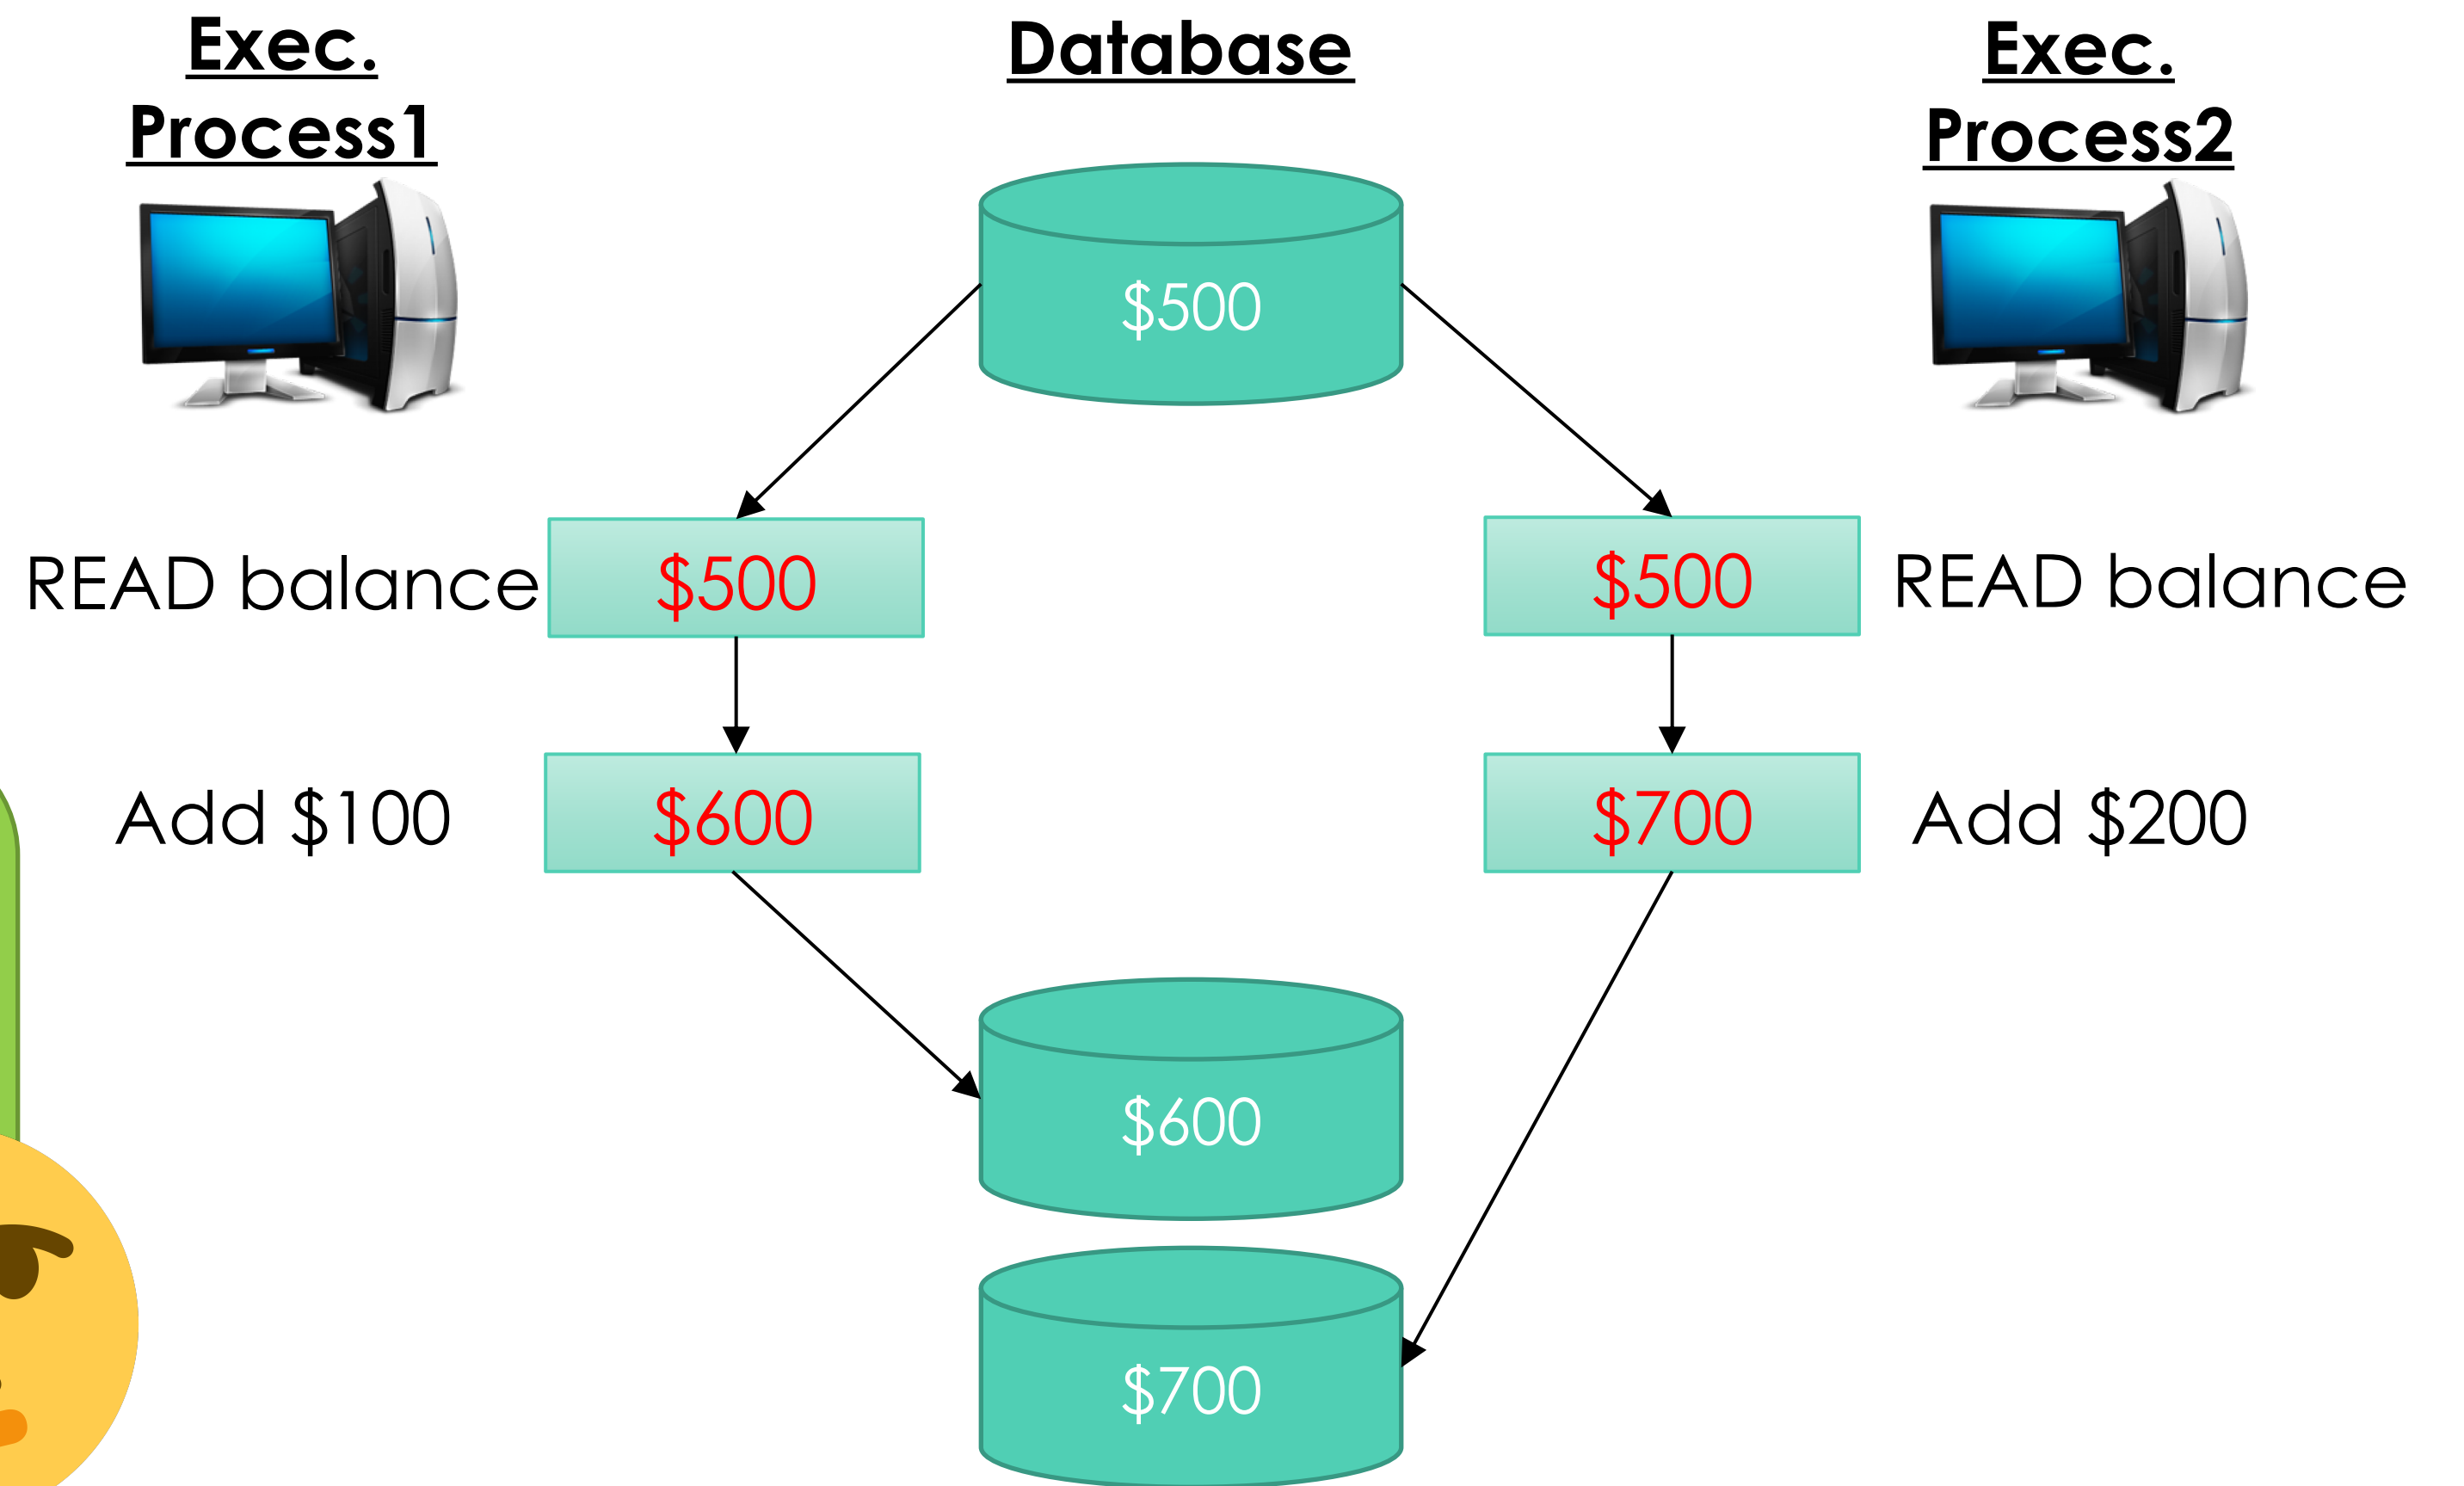 Exec.
Process1
Database
Exec.
Process2
$500
READ balance
$500
$500
READ balance
Add $100
$600
$700
Add $200
$600
$700